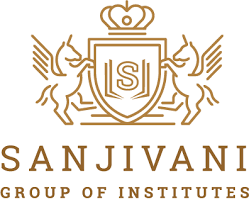 S
SANJIVANI
GROUP OF INSTITUTES